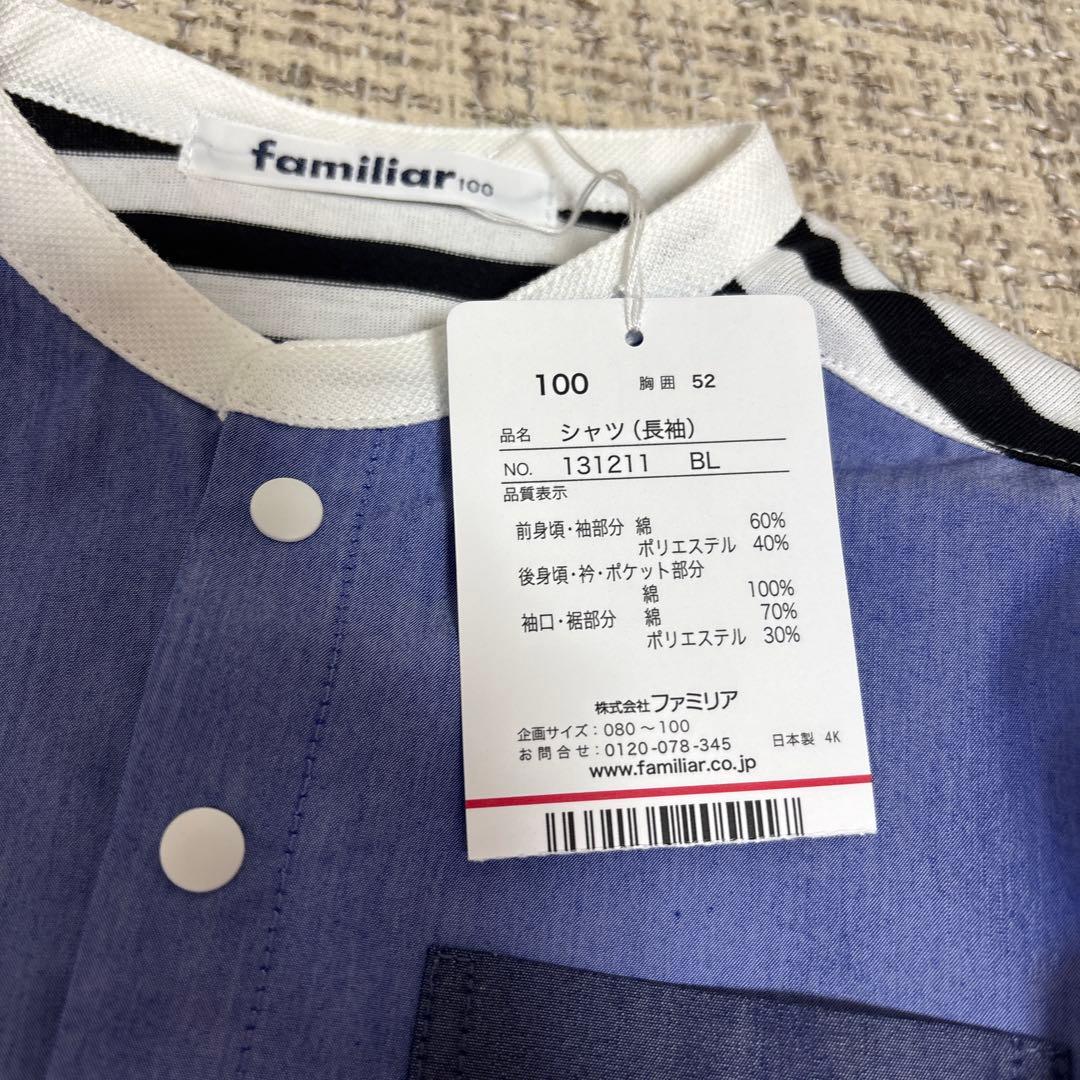 familiar 100
100 胸囲 52
品名 シャツ(長袖)
NO. 131211 BL
品質表示
前身頃・袖部分 綿 60%
ポリエステル 40%
後身頃・衿・ポケット部分
綿 100%
袖口・裾部分 綿 70%
ポリエステル 30%
株式会社ファミリア
企画サイズ:080~100
お問合せ:0120-078-345 日本製 4K
www.familiar.co.jp